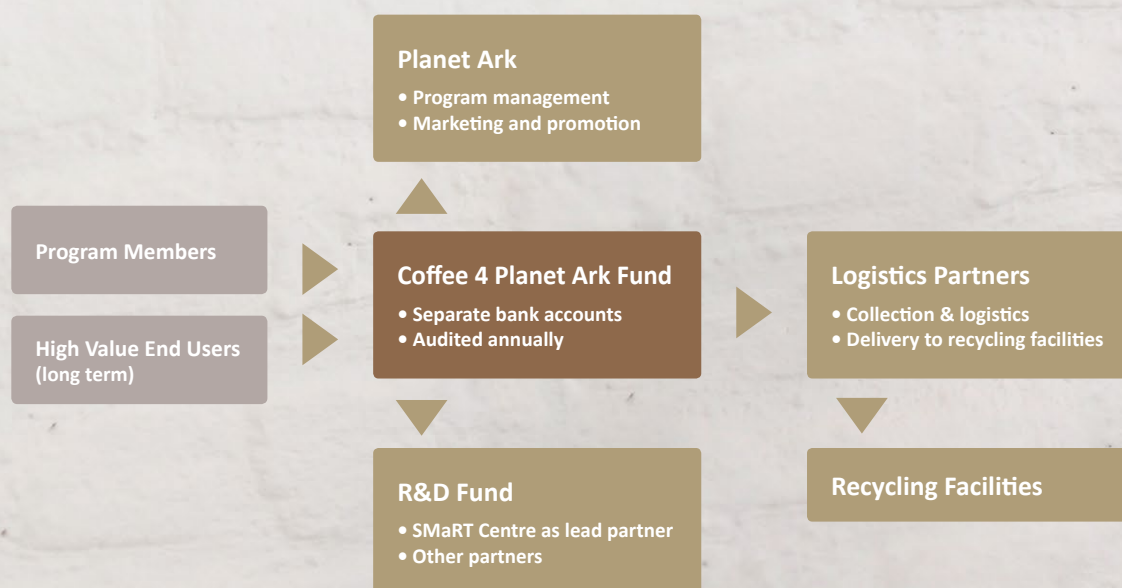 Planet Ark
• Program management
• Marketing and promotion
Program Members
High Value End Users
(long term)
Coffee 4 Planet Ark Fund
• Separate bank accounts
• Audited annually
Logistics Partners
• Collection & logistics
• Delivery to recycling facilities
R&D Fund
• SMaRT Centre as lead partner
• Other partners
Recycling Facilities